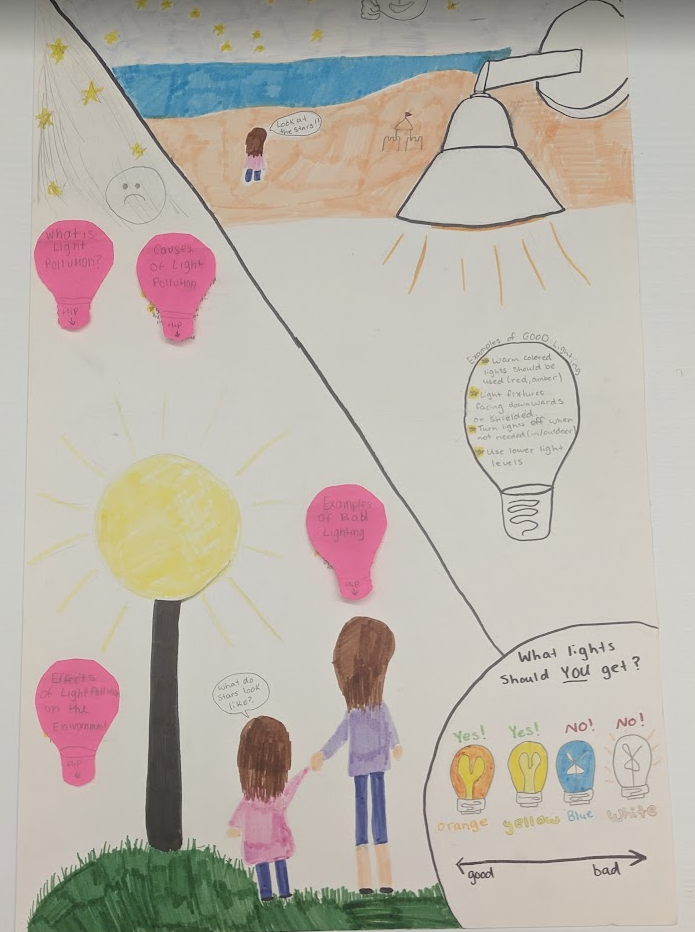 Look at
the stars!!
What is
Light
Pollution?
FLIP
Causes
of Light
Pollution
FLIP
Examples of GOOD Lighting
Warm colored
lights should be
used (red, amber)
Light fixtures
facing downwards
or shielded
Turn lights off when
not needed (in/outdoor)
Use lower light
levels
Examples
of Bad
Lighting
FLIP
Effects
of Light Pollution
on the
FLIP
What do
stars look
like?
What lights
should YOU get?
Yes!
Yes!
NO!
No!
orange
yellow
Blue
White
good
bad